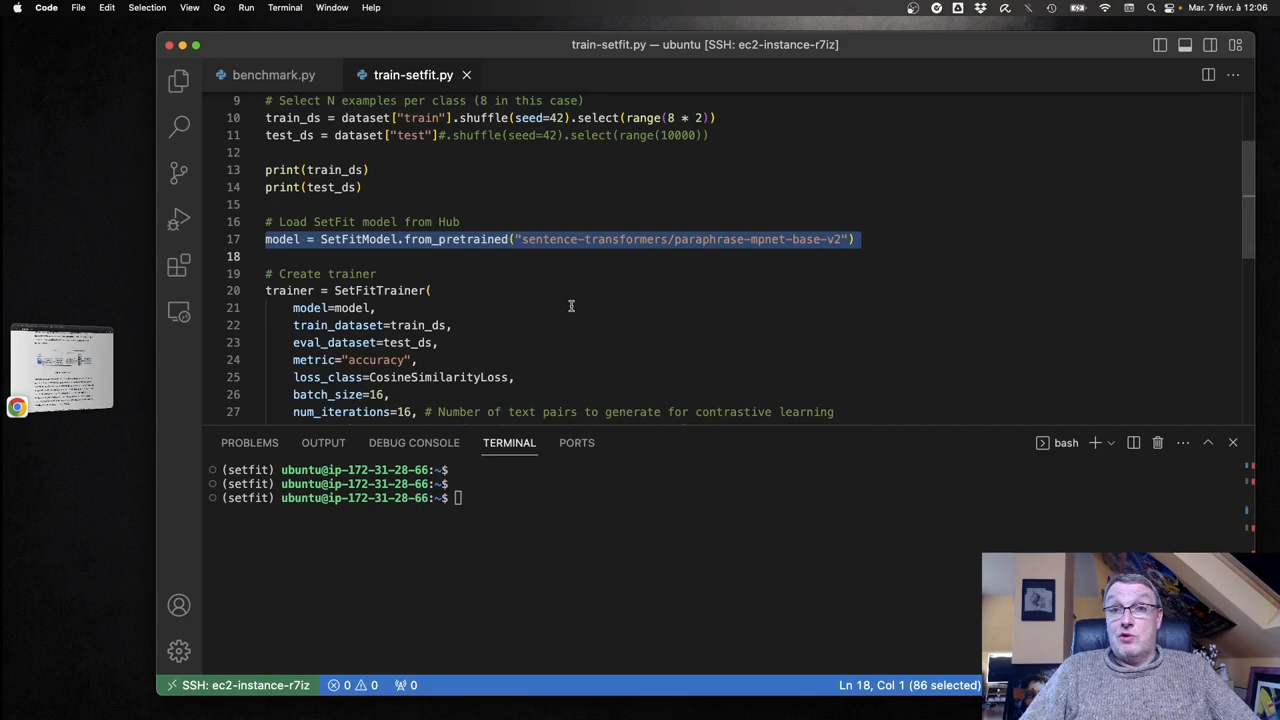 Code File Edit Selection View Go Run Terminal Window Help Mar. 7 févr. à 12:06
train-setfit.py — ubuntu [SSH: ec2-instance-r7iz]
benchmark.py train-setfit.py
9 # Select N examples per class (8 in this case)
10 train_ds = dataset["train"].shuffle(seed=42).select(range(8 * 2))
11 test_ds = dataset["test"]#.shuffle(seed=42).select(range(10000))
12
13 print(train_ds)
14 print(test_ds)
15
16 # Load SetFit model from Hub
17 model = SetFitModel.from_pretrained("sentence-transformers/paraphrase-mpnet-base-v2")
18
19 # Create trainer
20 trainer = SetFitTrainer(
21 model=model,
22 train_dataset=train_ds,
23 eval_dataset=test_ds,
24 metric="accuracy",
25 loss_class=CosineSimilarityLoss,
26 batch_size=16,
27 num_iterations=16, # Number of text pairs to generate for contrastive learning
PROBLEMS OUTPUT DEBUG CONSOLE TERMINAL PORTS bash
(setfit) ubuntu@ip-172-31-28-66:~$
(setfit) ubuntu@ip-172-31-28-66:~$
(setfit) ubuntu@ip-172-31-28-66:~$
SSH: ec2-instance-r7iz 0 0 0 Ln 18, Col 1 (86 selected)